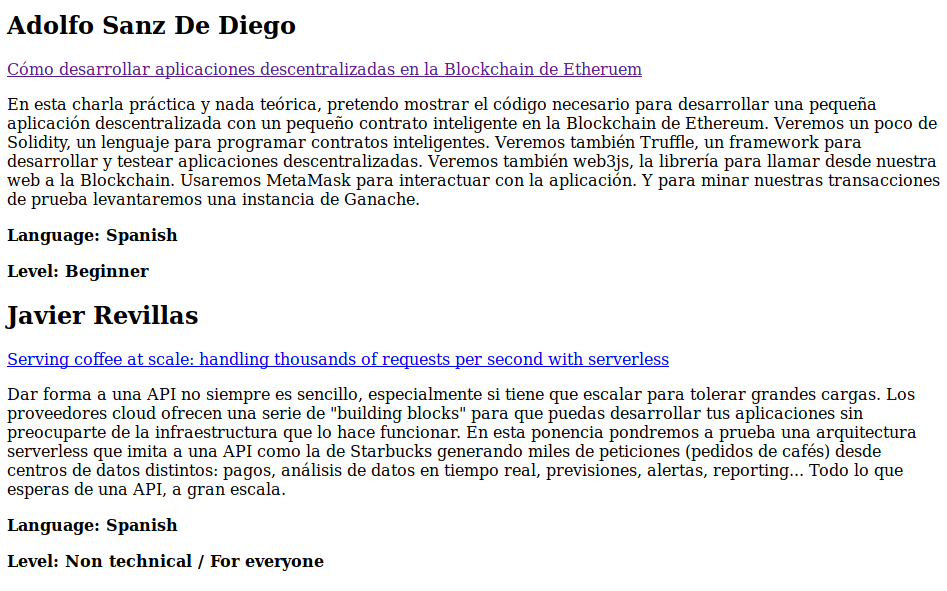 Adolfo Sanz De Diego
Cómo desarrollar aplicaciones descentralizadas en la Blockchain de Etheruem
En esta charla práctica y nada teórica, pretendo mostrar el código necesario para desarrollar una pequeña
aplicación descentralizada con un pequeño contrato inteligente en la Blockchain de Ethereum. Veremos un poco de
Solidity, un lenguaje para programar contratos inteligentes. Veremos también Truffle, un framework para
desarrollar y testear aplicaciones descentralizadas. Veremos también web3js, la librería para llamar desde nuestra
web a la Blockchain. Usaremos MetaMask para interactuar con la aplicación. Y para minar nuestras transacciones
de prueba levantaremos una instancia de Ganache.
Language: Spanish
Level: Beginner
Javier Revillas
Serving coffee at scale: handling thousands of requests per second with serverless
Dar forma a una API no siempre es sencillo, especialmente si tiene que escalar para tolerar grandes cargas. Los
proveedores cloud ofrecen una serie de "building blocks" para que puedas desarrollar tus aplicaciones sin
preocuparte de la infraestructura que lo hace funcionar. En esta ponencia pondremos a prueba una arquitectura
serverless que imita a una API como la de Starbucks generando miles de peticiones (pedidos de cafés) desde
centros de datos distintos: pagos, análisis de datos en tiempo real, previsiones, alertas, reporting... Todo lo que
esperas de una API, a gran escala.
Language: Spanish
Level: Non technical / For everyone